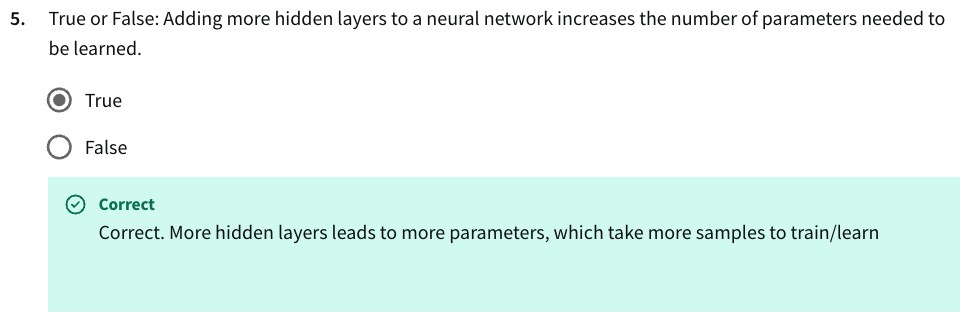 5. True or False: Adding more hidden layers to a neural network increases the number of parameters needed to
be learned.
True
False
Correct
Correct. More hidden layers leads to more parameters, which take more samples to train/learn